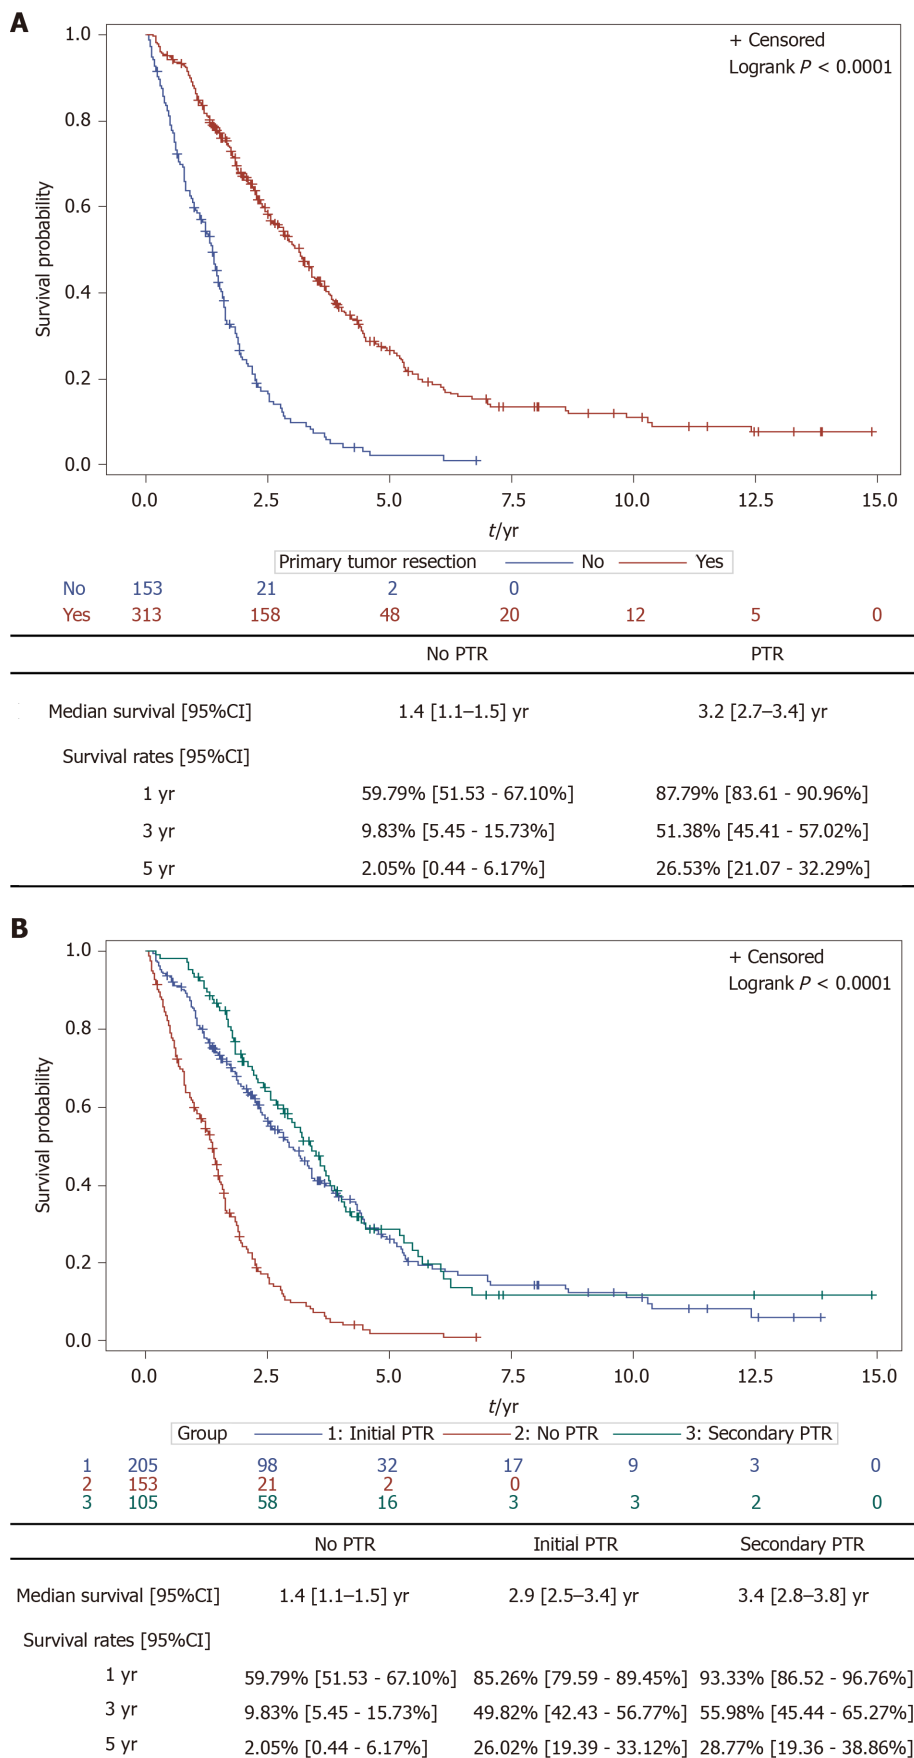 A
1.0
0.8
0.6
0.4
0.2
0.0
Survival probability
+ Censored
Logrank P < 0.0001
0.0 2.5 5.0 7.5 10.0 12.5 15.0
t/yr
Primary tumor resection No Yes
No 153 21 2 0
Yes 313 158 48 20 12 5 0
No PTR PTR
Median survival [95%CI] 1.4 [1.1–1.5] yr 3.2 [2.7–3.4] yr
Survival rates [95%CI]
1 yr 59.79% [51.53 - 67.10%] 87.79% [83.61 - 90.96%]
3 yr 9.83% [5.45 - 15.73%] 51.38% [45.41 - 57.02%]
5 yr 2.05% [0.44 - 6.17%] 26.53% [21.07 - 32.29%]
B
1.0
0.8
0.6
0.4
0.2
0.0
Survival probability
+ Censored
Logrank P < 0.0001
0.0 2.5 5.0 7.5 10.0 12.5 15.0
t/yr
Group 1: Initial PTR 2: No PTR 3: Secondary PTR
1 205 98 32 17 9 3 0
2 153 21 2 0
3 105 58 16 3 3 2 0
No PTR Initial PTR Secondary PTR
Median survival [95%CI] 1.4 [1.1–1.5] yr 2.9 [2.5–3.4] yr 3.4 [2.8–3.8] yr
Survival rates [95%CI]
1 yr 59.79% [51.53 - 67.10%] 85.26% [79.59 - 89.45%] 93.33% [86.52 - 96.76%]
3 yr 9.83% [5.45 - 15.73%] 49.82% [42.43 - 56.77%] 55.98% [45.44 - 65.27%]
5 yr 2.05% [0.44 - 6.17%] 26.02% [19.39 - 33.12%] 28.77% [19.36 - 38.86%]